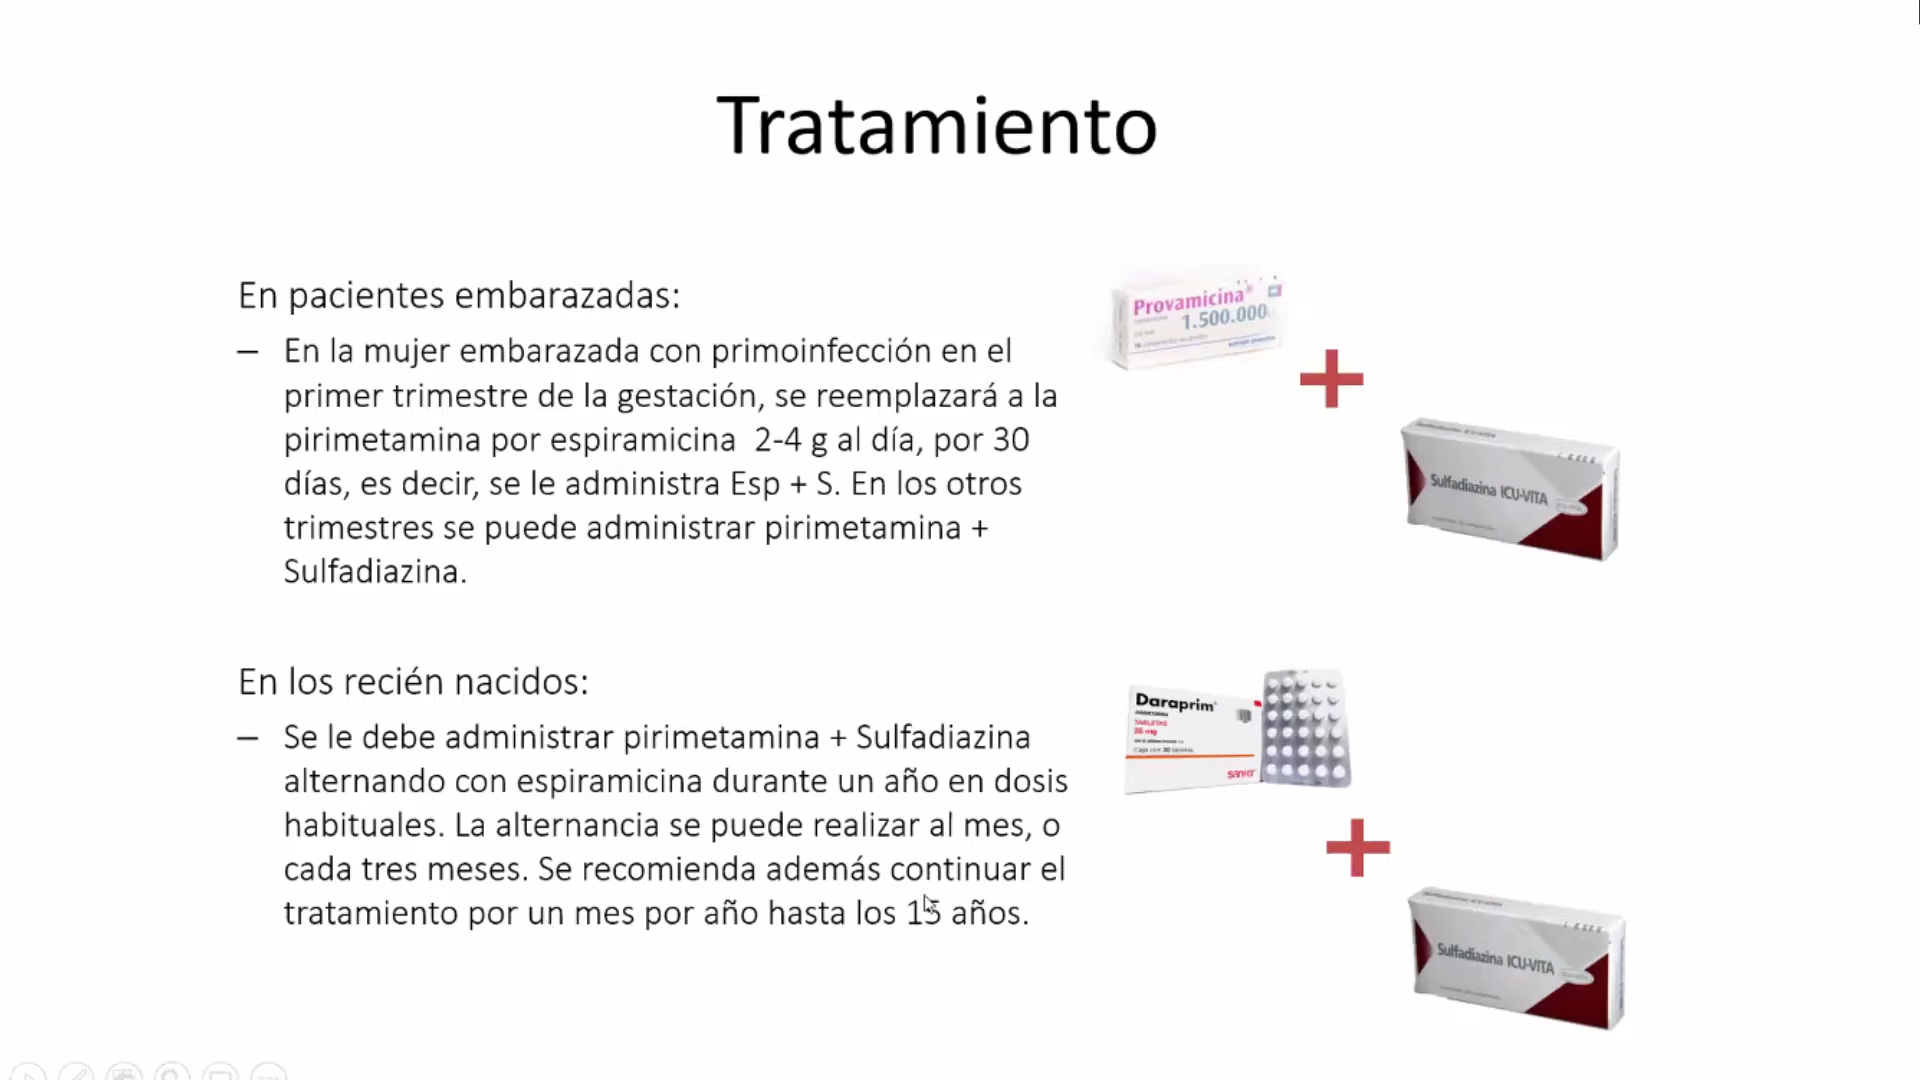 Tratamiento
En pacientes embarazadas:
– En la mujer embarazada con primoinfección en el
primer trimestre de la gestación, se reemplazará a la
pirimetamina por espiramicina 2-4 g al día, por 30
días, es decir, se le administra Esp + S. En los otros
trimestres se puede administrar pirimetamina +
Sulfadiazina.
Provamicina®
1.500.000
Sulfadiazina ICU-VITA
En los recién nacidos:
– Se le debe administrar pirimetamina + Sulfadiazina
alternando con espiramicina durante un año en dosis
habituales. La alternancia se puede realizar al mes, o
cada tres meses. Se recomienda además continuar el
tratamiento por un mes por año hasta los 15 años.
Daraprim®
TABLETAS
25 mg
Sulfadiazina ICU-VITA